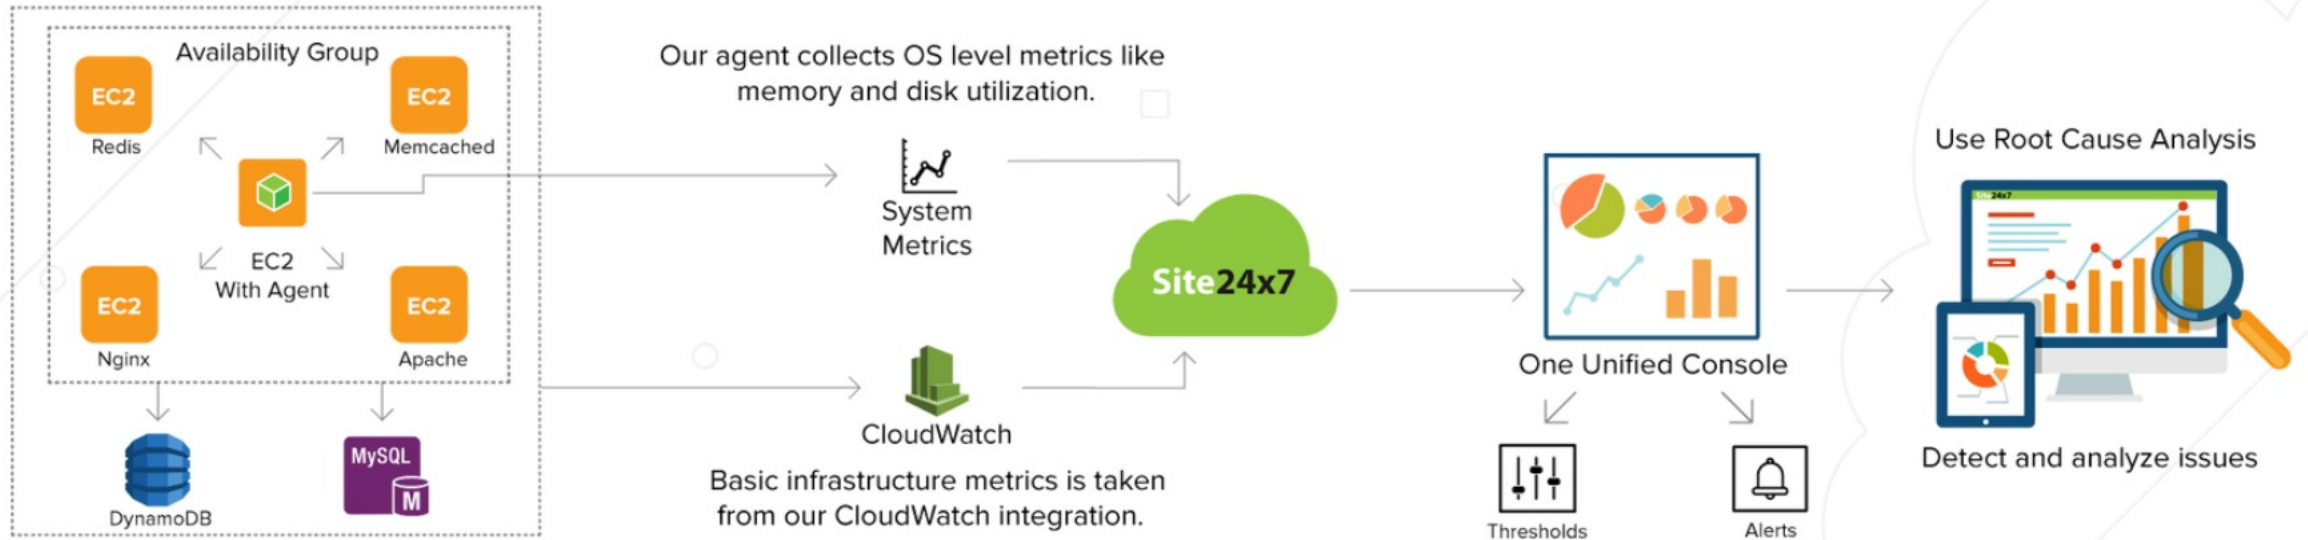 Availability Group
EC2
Redis
EC2
Memcached
EC2
With Agent
EC2
Nginx
EC2
Apache
DynamoDB
MySQL
M
Our agent collects OS level metrics like
memory and disk utilization.
System
Metrics
CloudWatch
Basic infrastructure metrics is taken
from our CloudWatch integration.
Site24x7
One Unified Console
Thresholds
Alerts
Use Root Cause Analysis
Site24x7
Detect and analyze issues